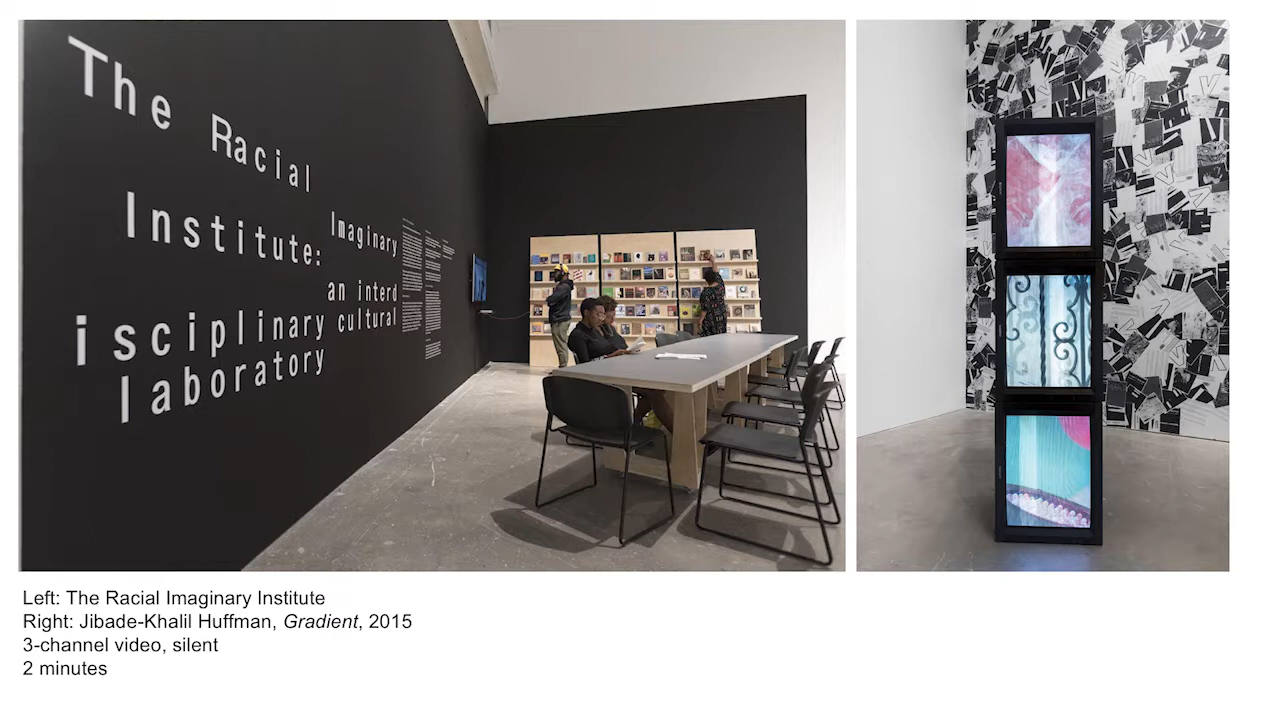 The Racial
Imaginary
Institute:
an interd
isciplinary
cultural
laboratory
Left: The Racial Imaginary Institute
Right: Jibade-Khalil Huffman, Gradient, 2015
3-channel video, silent
2 minutes